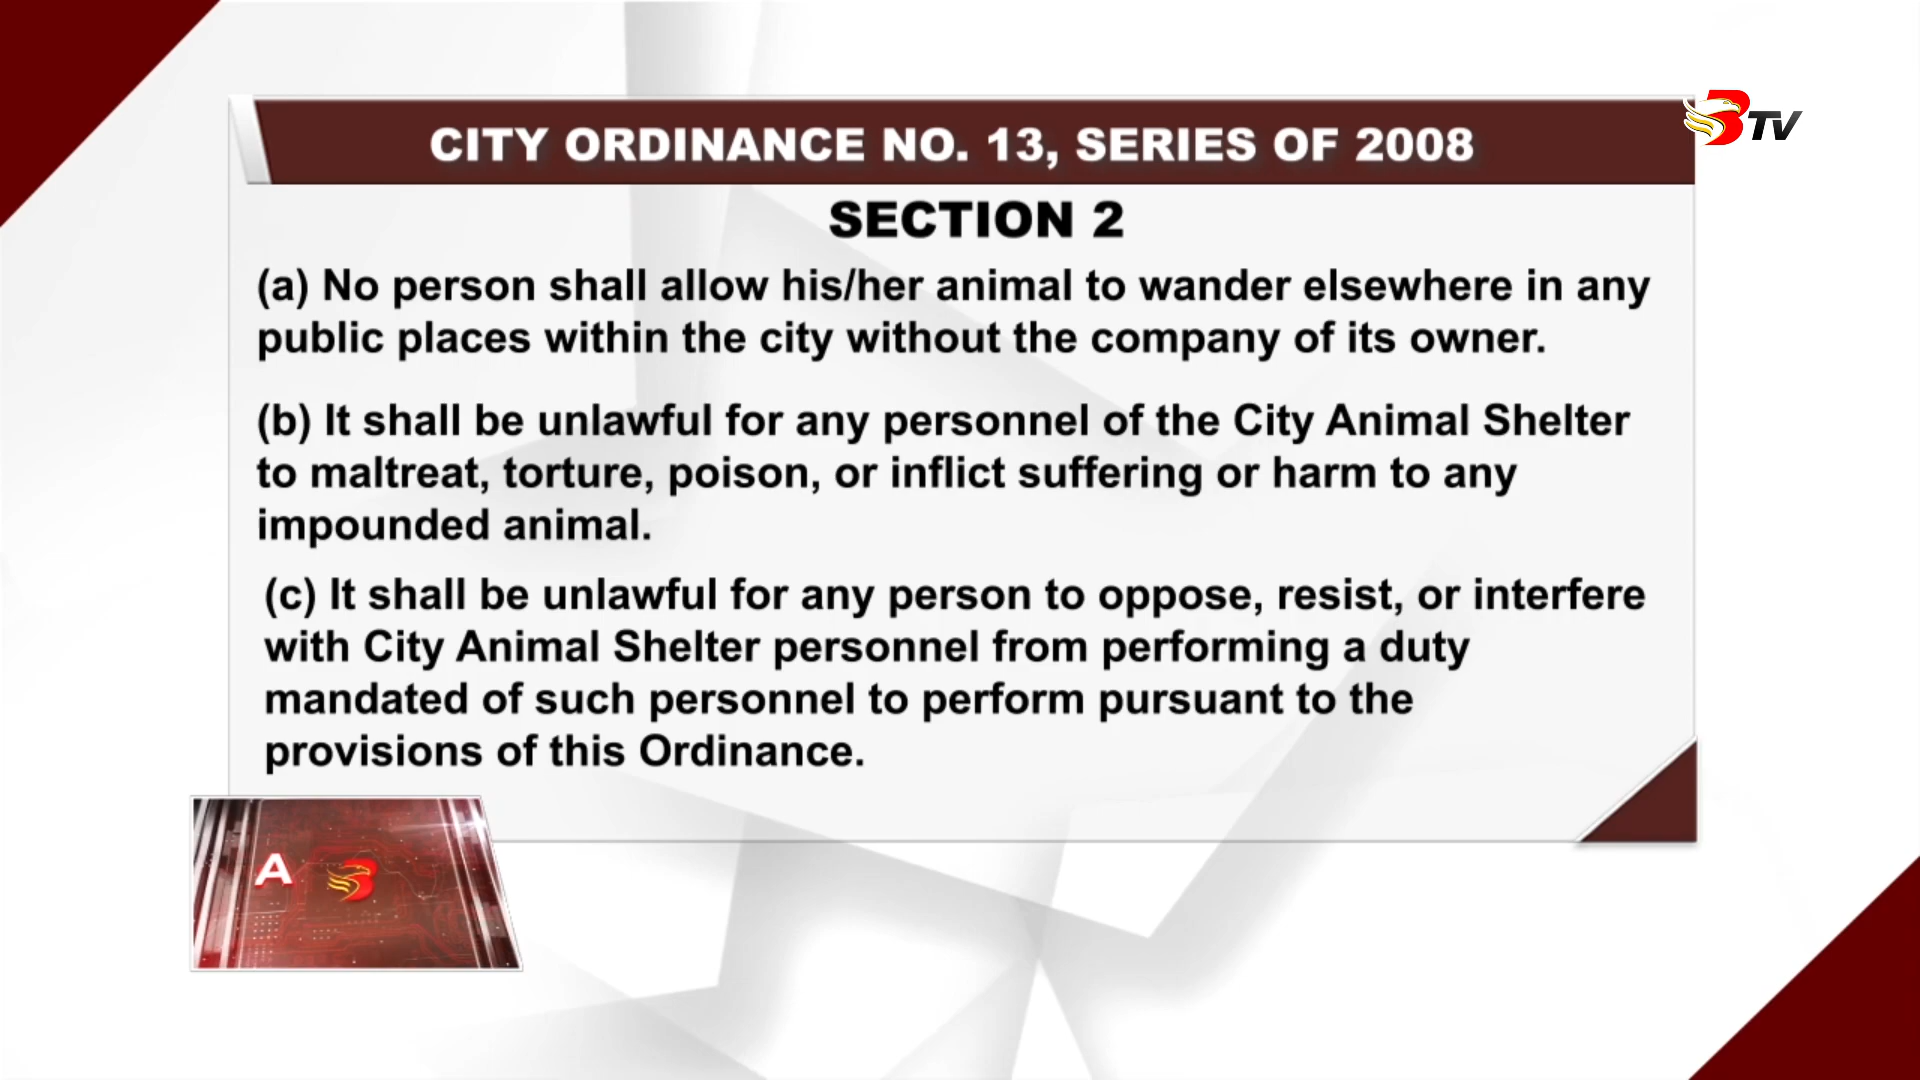 BTV
CITY ORDINANCE NO. 13, SERIES OF 2008
SECTION 2
(a) No person shall allow his/her animal to wander elsewhere in any
public places within the city without the company of its owner.
(b) It shall be unlawful for any personnel of the City Animal Shelter
to maltreat, torture, poison, or inflict suffering or harm to any
impounded animal.
(c) It shall be unlawful for any person to oppose, resist, or interfere
with City Animal Shelter personnel from performing a duty
mandated of such personnel to perform pursuant to the
provisions of this Ordinance.
A B